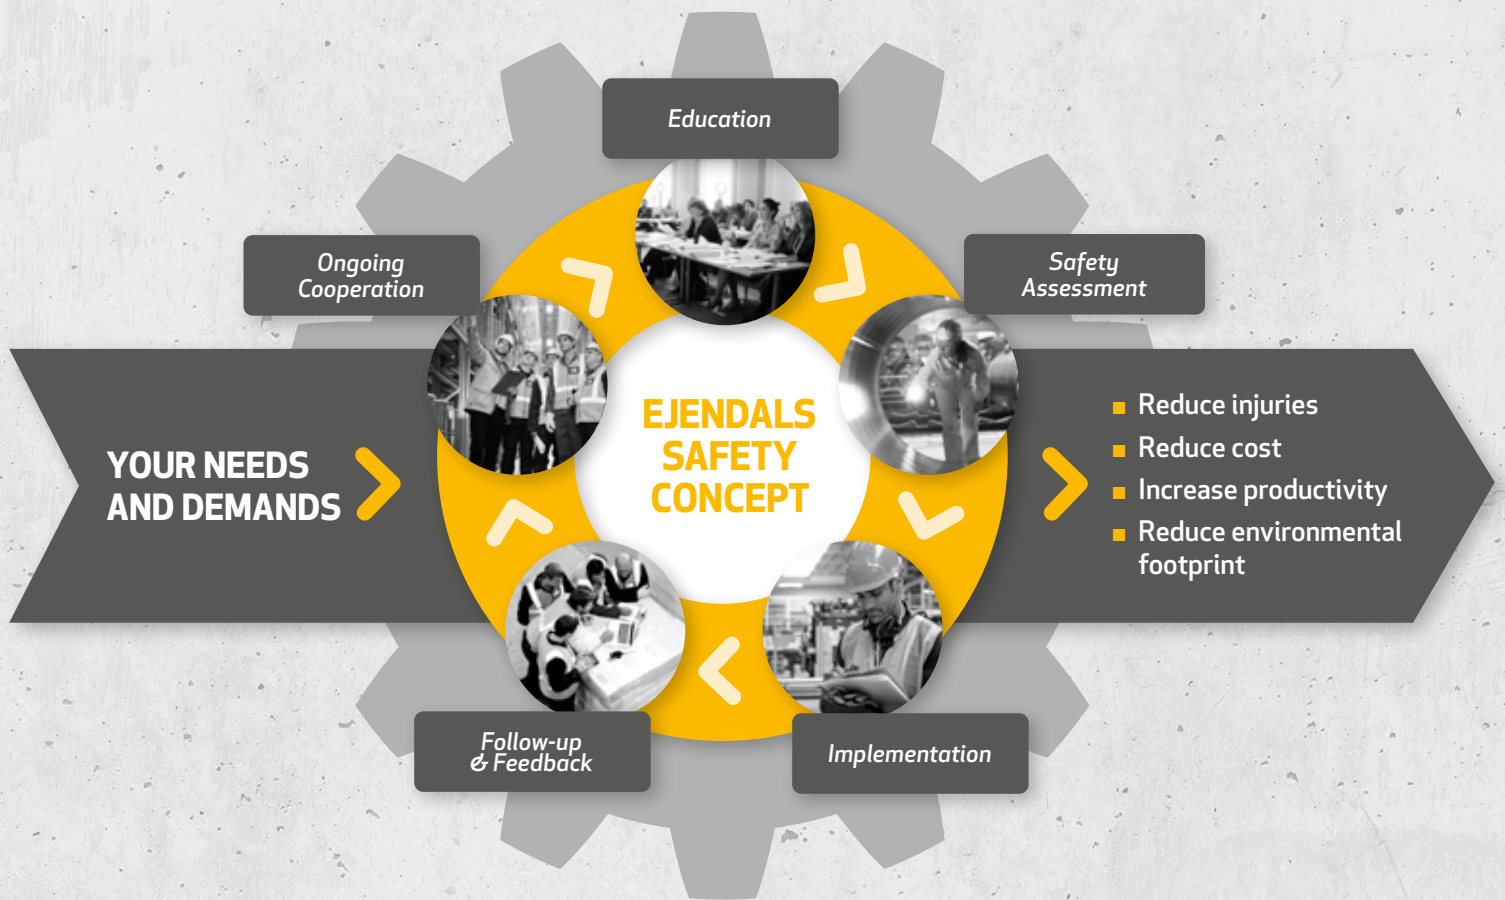 Education
Ongoing
Cooperation
Safety
Assessment
YOUR NEEDS
AND DEMANDS
EJENDALS
SAFETY
CONCEPT
■ Reduce injuries
■ Reduce cost
■ Increase productivity
■ Reduce environmental
footprint
Follow-up
& Feedback
Implementation